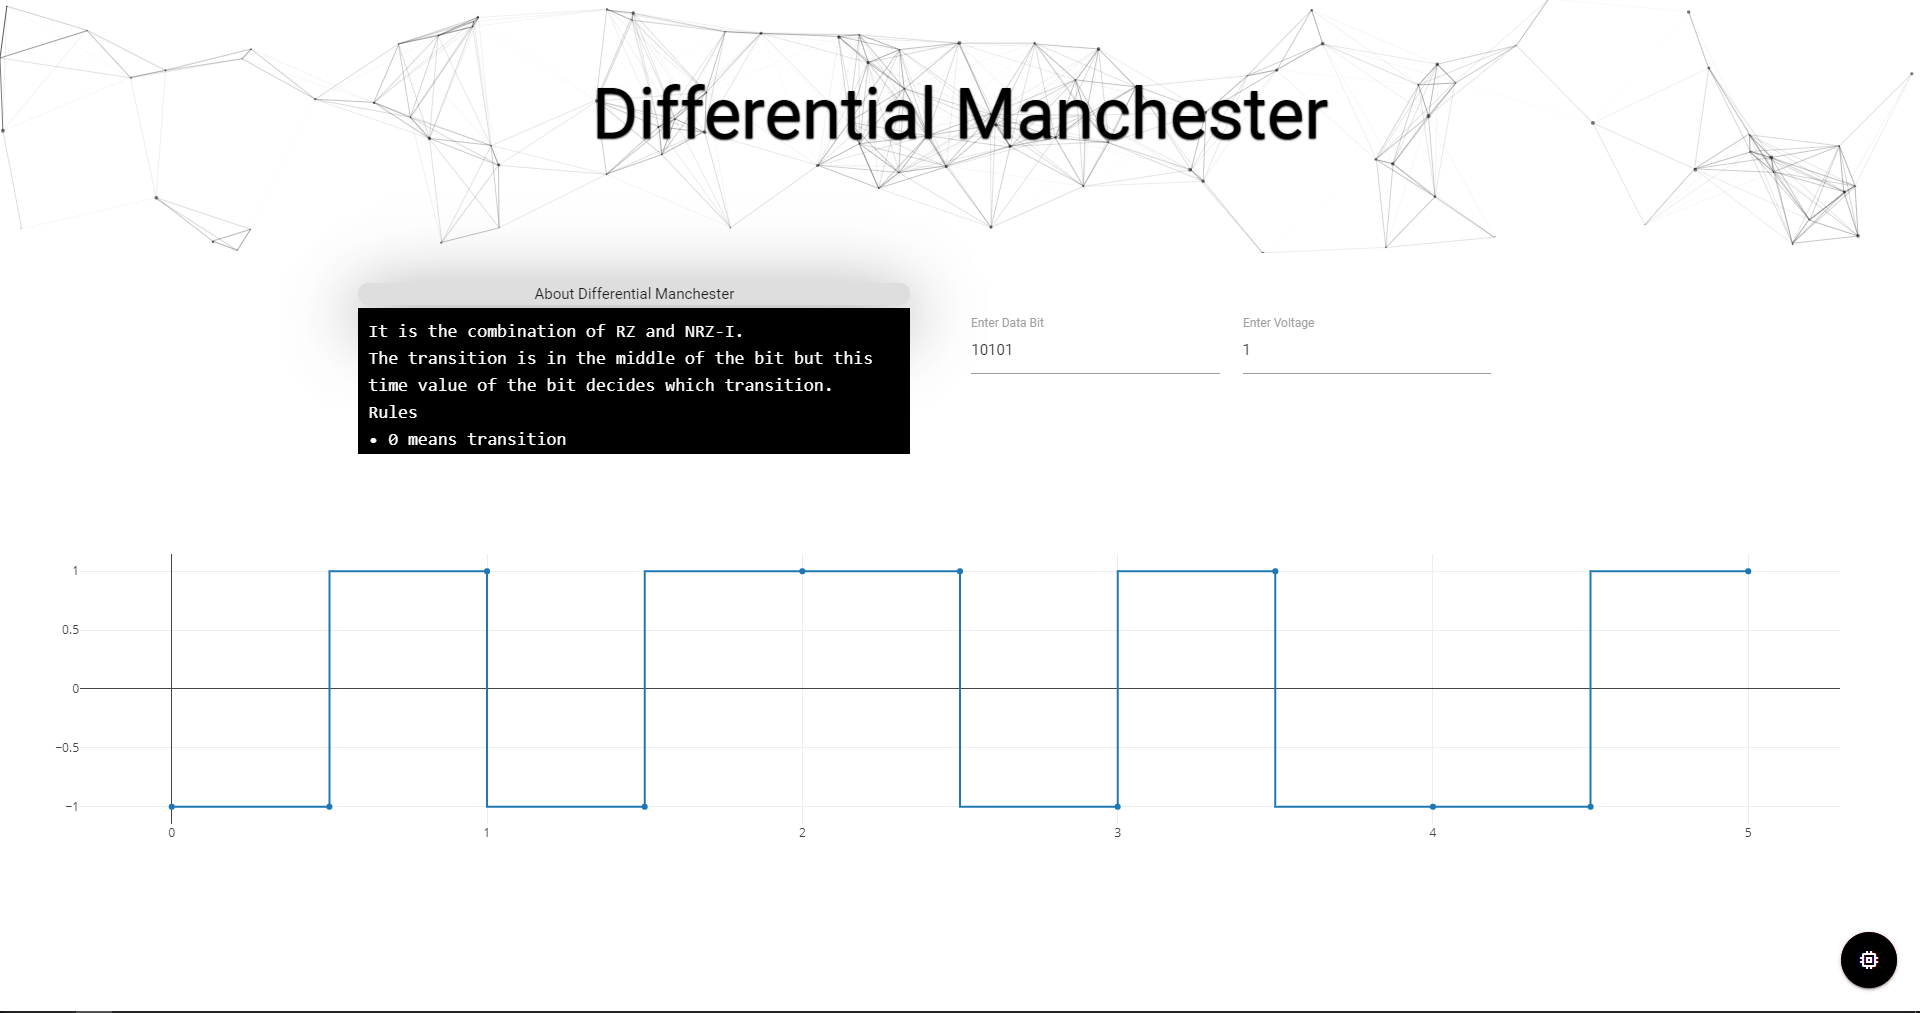 Differential Manchester
About Differential Manchester
It is the combination of RZ and NRZ-I.
The transition is in the middle of the bit but this
time value of the bit decides which transition.
Rules
• 0 means transition
Enter Data Bit
10101
Enter Voltage
1
1
0.5
0
−0.5
−1
0 1 2 3 4 5